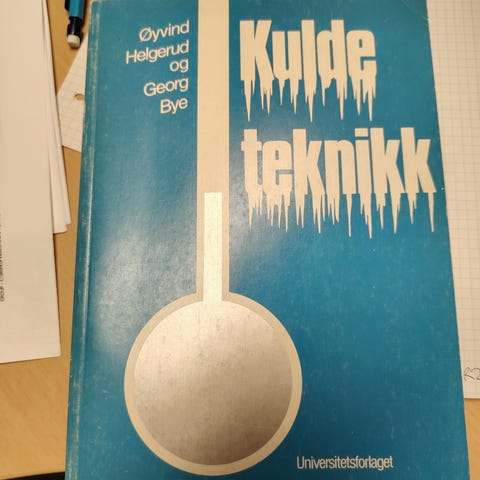 Øyvind
Helgerud
og
Georg
Bye
Kulde
teknikk
Universitetsforlaget